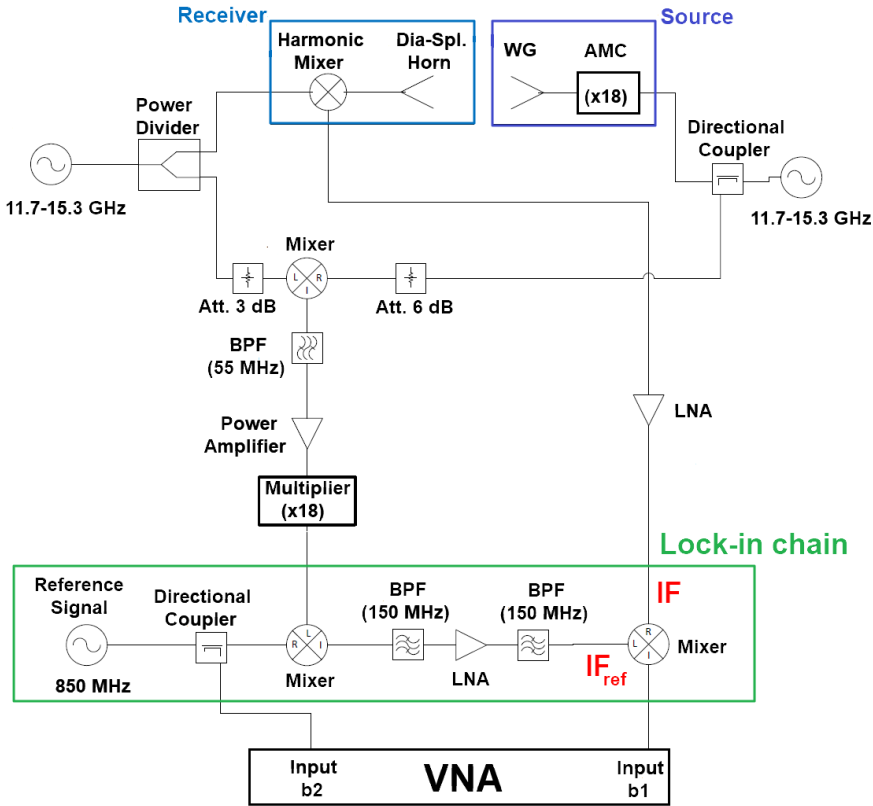 Receiver
Source
Harmonic
Mixer
Dia-Spl.
Horn
WG
AMC
(x18)
Power
Divider
Directional
Coupler
11.7-15.3 GHz
11.7-15.3 GHz
Mixer
L
R
I
Att. 3 dB
Att. 6 dB
BPF
(55 MHz)
Power
Amplifier
LNA
Multiplier
(x18)
Lock-in chain
Reference
Signal
Directional
Coupler
BPF
(150 MHz)
BPF
(150 MHz)
IF
L
R
I
R
L
I
Mixer
850 MHz
Mixer
LNA
IFref
Input
b2
VNA
Input
b1